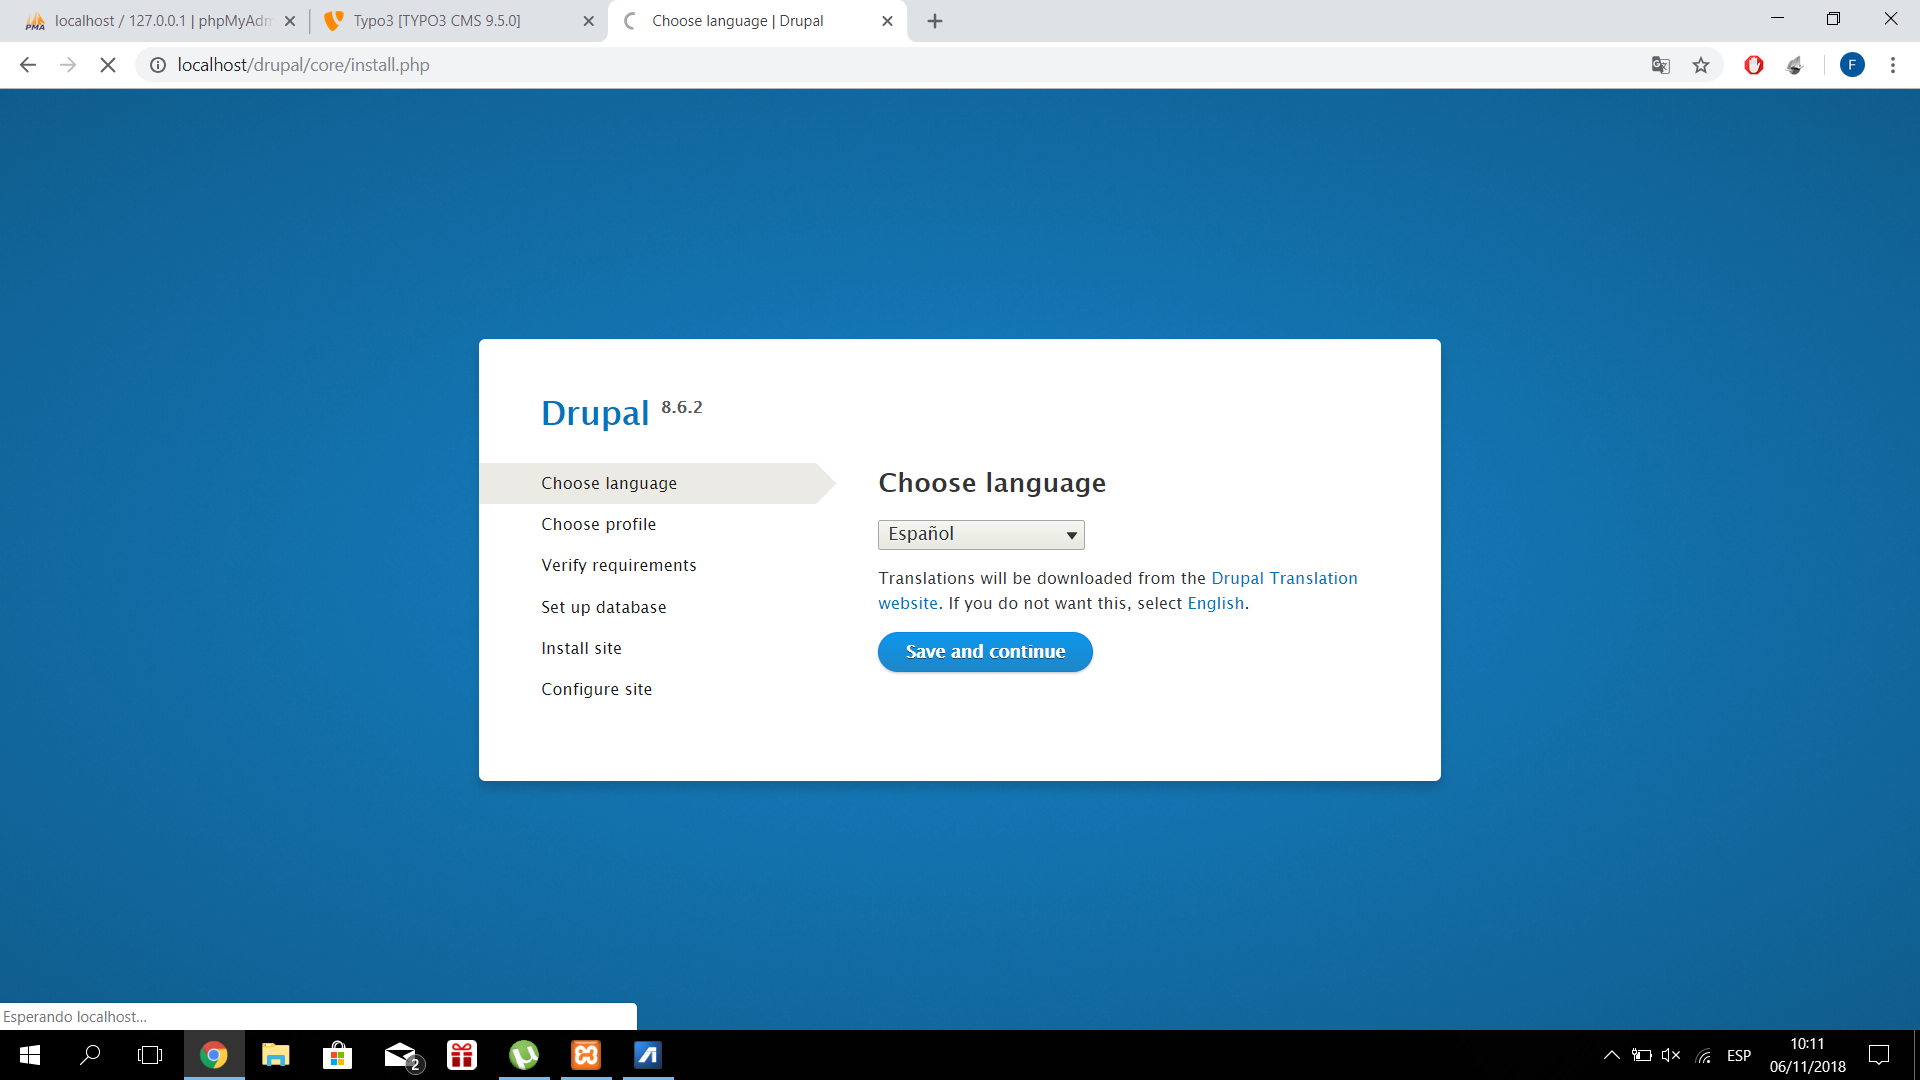 localhost / 127.0.0.1 | phpMyAdm
Typo3 [TYPO3 CMS 9.5.0]
Choose language | Drupal
localhost/drupal/core/install.php
F
Drupal 8.6.2
Choose language
Choose profile
Verify requirements
Set up database
Install site
Configure site
Choose language
Español
Translations will be downloaded from the Drupal Translation
website. If you do not want this, select English.
Save and continue
Esperando localhost...
2
ESP
10:11
06/11/2018